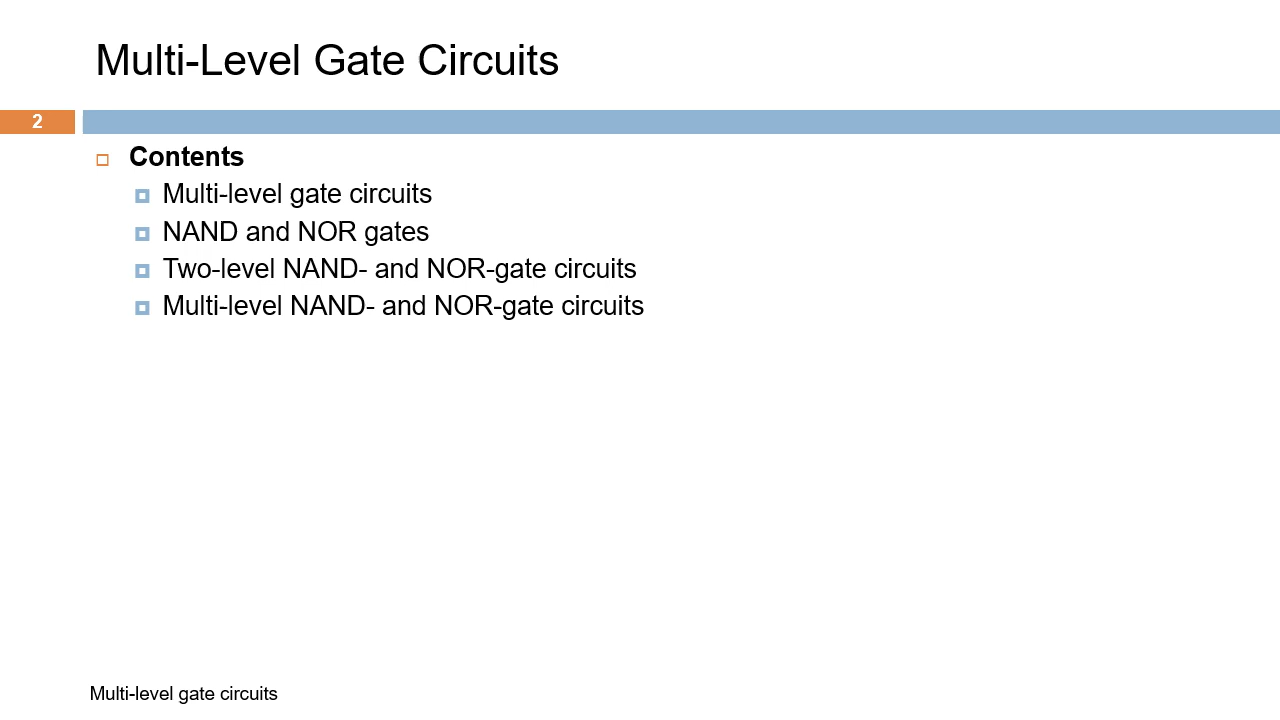 Multi-Level Gate Circuits
2
Contents
Multi-level gate circuits
NAND and NOR gates
Two-level NAND- and NOR-gate circuits
Multi-level NAND- and NOR-gate circuits
Multi-level gate circuits